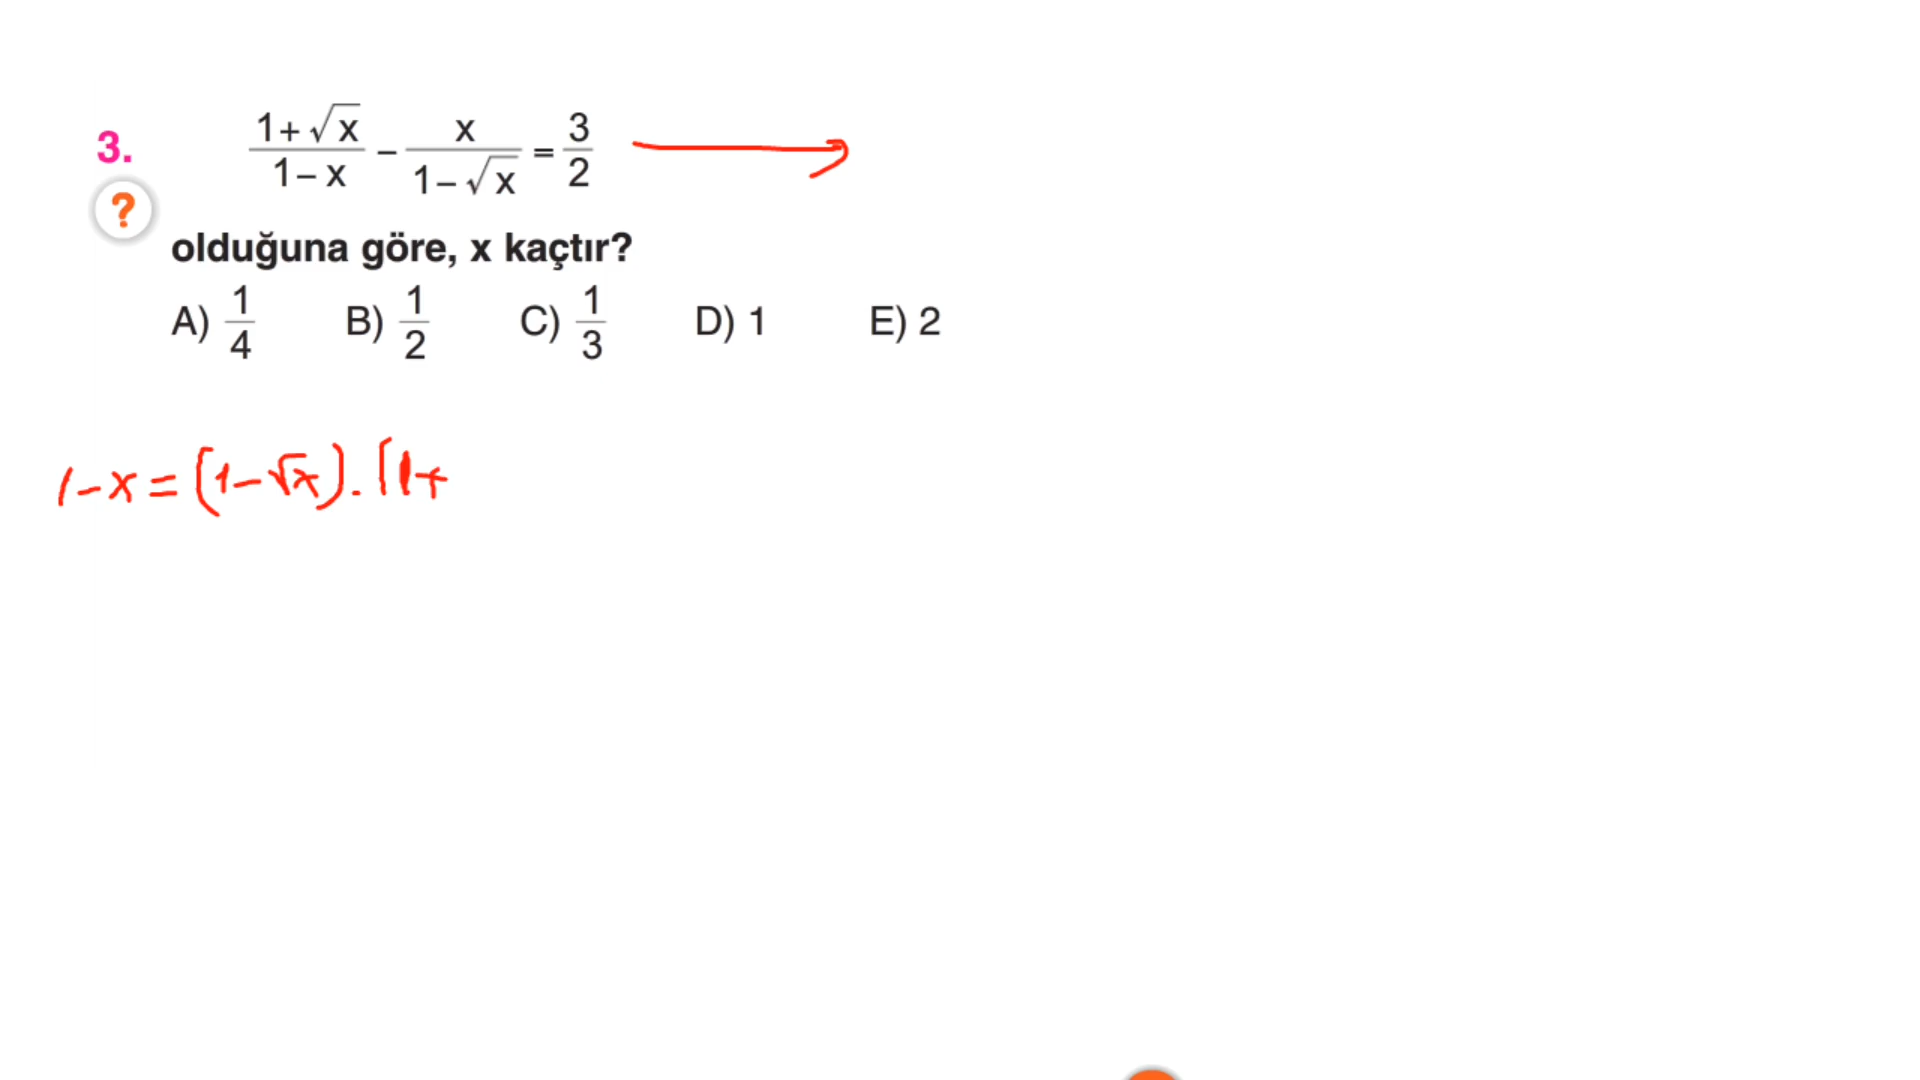 3. (1+√x)/(1−x) − x/(1−√x) = 3/2
?
olduğuna göre, x kaçtır?
A) 1/4 B) 1/2 C) 1/3 D) 1 E) 2
1-x=(1-√x).(1+